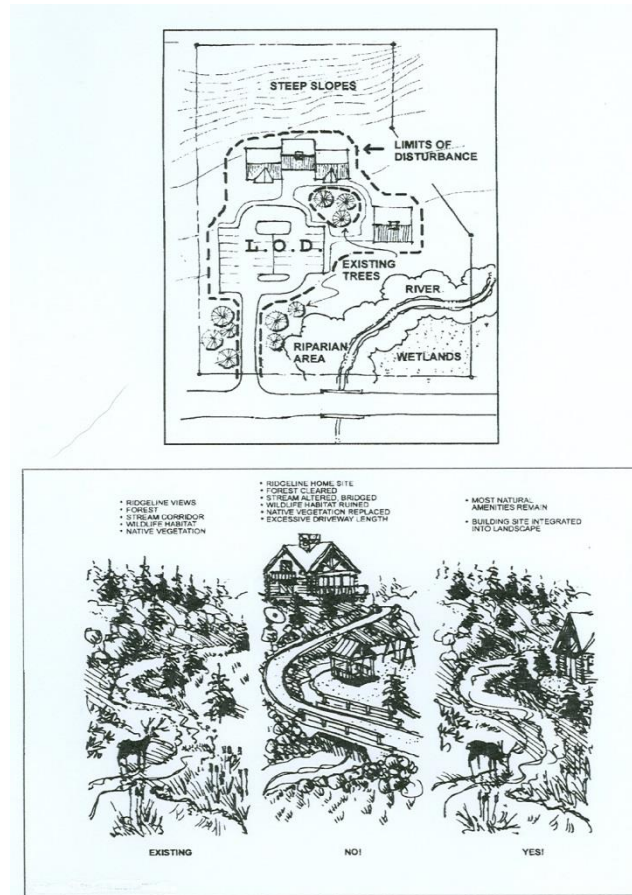 STEEP SLOPES
LIMITS OF
DISTURBANCE
L.O.D.
EXISTING
TREES
RIVER
RIPARIAN
AREA
WETLANDS
• RIDGELINE VIEWS
• FOREST
• STREAM CORRIDOR
• WILDLIFE HABITAT
• NATIVE VEGETATION
• RIDGELINE HOME SITE
• FOREST CLEARED
• STREAM ALTERED, BRIDGED
• WILDLIFE HABITAT RUINED
• NATIVE VEGETATION REPLACED
• EXCESSIVE DRIVEWAY LENGTH
• MOST NATURAL
AMENITIES REMAIN
• BUILDING SITE INTEGRATED
INTO LANDSCAPE
EXISTING
NO!
YES!